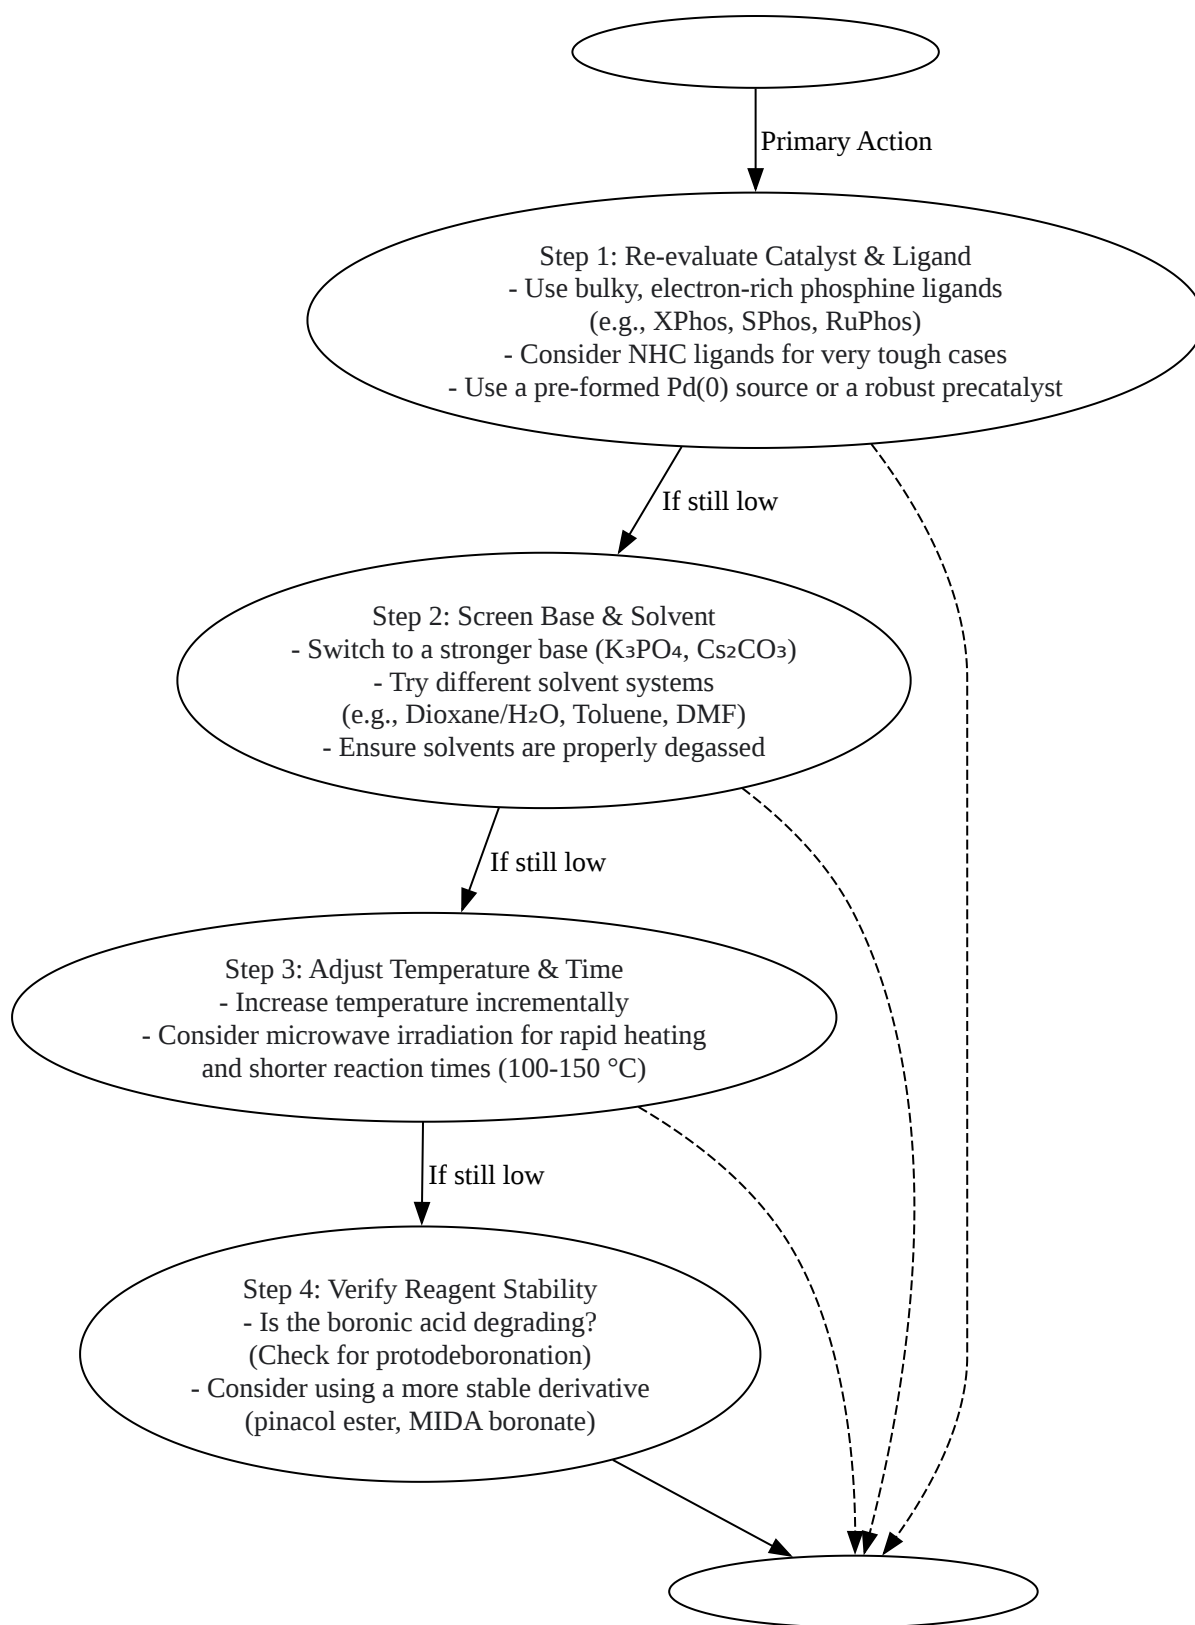 Primary Action
Step 1: Re-evaluate Catalyst & Ligand
- Use bulky, electron-rich phosphine ligands
(e.g., XPhos, SPhos, RuPhos)
- Consider NHC ligands for very tough cases
- Use a pre-formed Pd(0) source or a robust precatalyst
If still low
Step 2: Screen Base & Solvent
- Switch to a stronger base (K₃PO₄, Cs₂CO₃)
- Try different solvent systems
(e.g., Dioxane/H₂O, Toluene, DMF)
- Ensure solvents are properly degassed
If still low
Step 3: Adjust Temperature & Time
- Increase temperature incrementally
- Consider microwave irradiation for rapid heating
and shorter reaction times (100-150 °C)
If still low
Step 4: Verify Reagent Stability
- Is the boronic acid degrading?
(Check for protodeboronation)
- Consider using a more stable derivative
(pinacol ester, MIDA boronate)